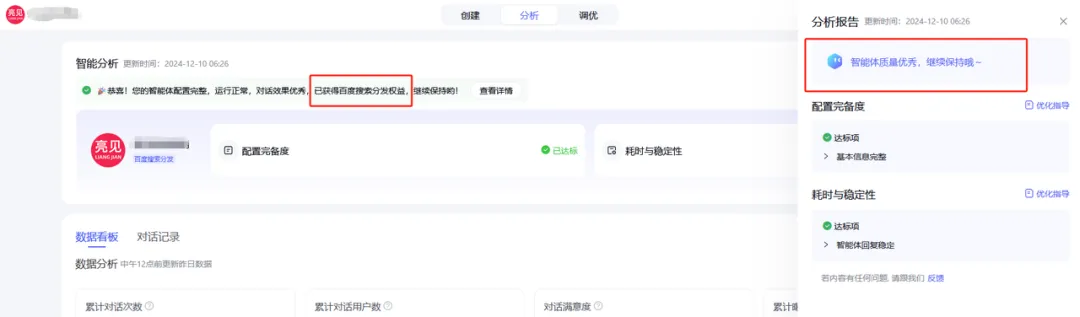 亮见
创建 分析 调优
智能分析 更新时间：2024-12-10 06:26
恭喜！您的智能体配置完整，运行正常，对话效果优秀，已获得百度搜索分发权益，继续保持哟！ 查看详情
亮见
LIANG JIAN
百度搜索分发
配置完备度 已达标
耗时与稳定性
数据看板 对话记录
数据分析 中午12点前更新昨日数据
累计对话次数 累计对话用户数 对话满意度
分析报告 更新时间：2024-12-10 06:26
智能体质量优秀，继续保持哦~
配置完备度 优化指导
达标项
基本信息完整
耗时与稳定性 优化指导
达标项
智能体回复稳定
若内容有任何问题, 请跟我们 反馈